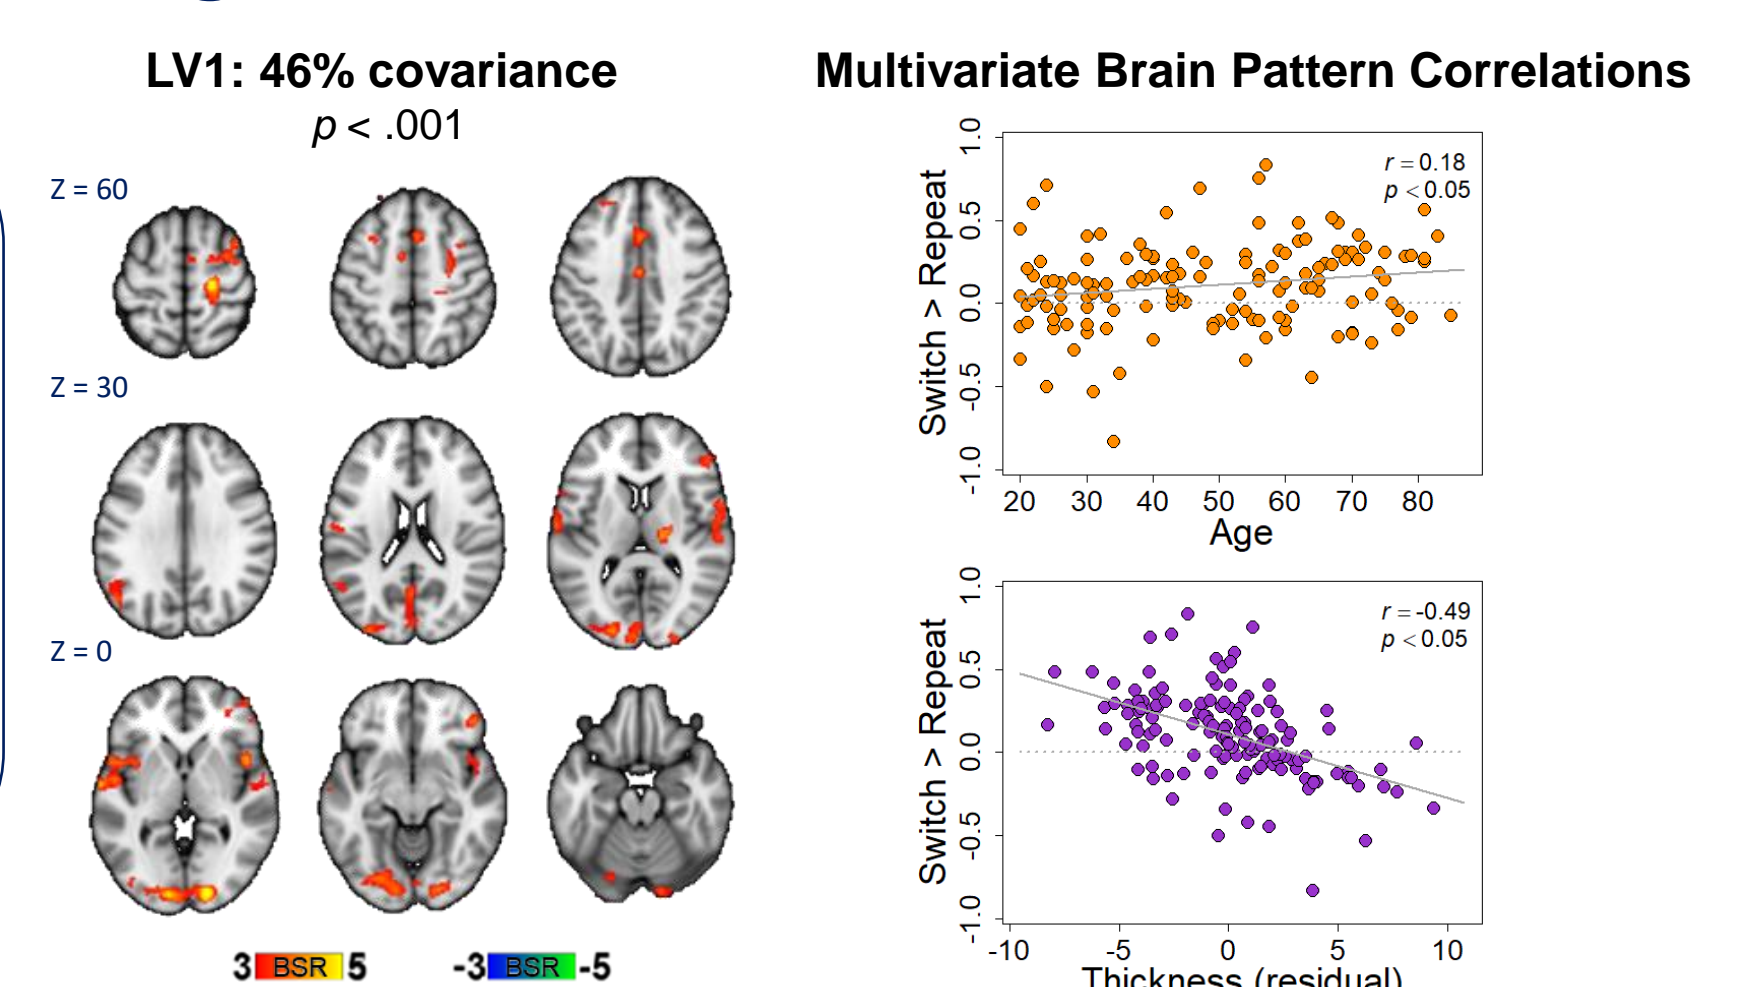 LV1: 46% covariance
p < .001
Z = 60
Z = 30
Z = 0
3 BSR 5
-3 BSR -5
Multivariate Brain Pattern Correlations
r = 0.18
p < 0.05
Switch > Repeat
1.0
0.5
0.0
-0.5
-1.0
20 30 40 50 60 70 80
Age
r = -0.49
p < 0.05
Switch > Repeat
1.0
0.5
0.0
-0.5
-1.0
-10 -5 0 5 10
Thickness (residual)